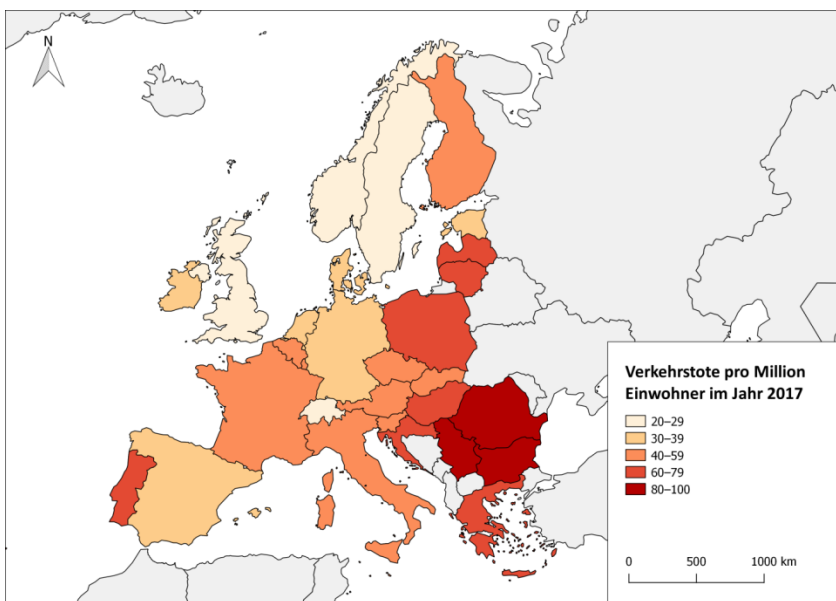 N
Verkehrstote pro Million
Einwohner im Jahr 2017
20–29
30–39
40–59
60–79
80–100
0 500 1000 km